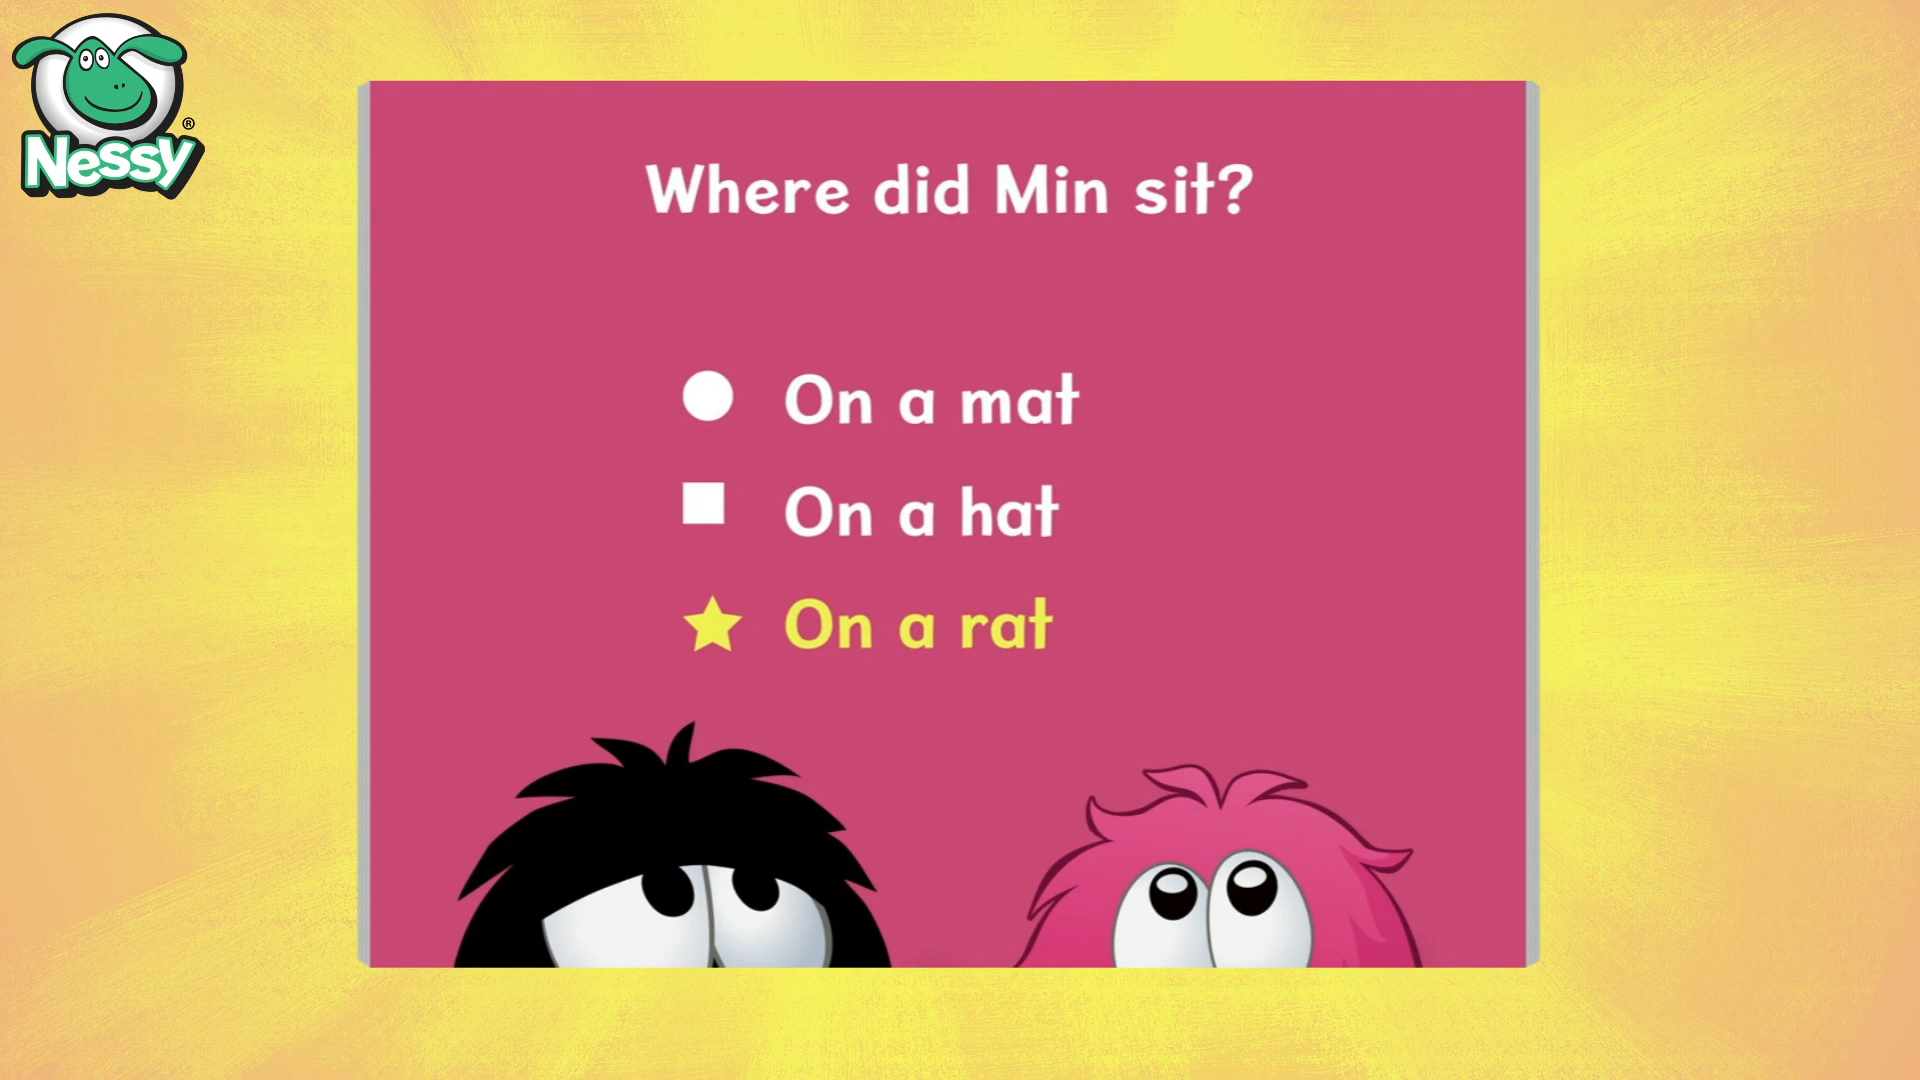 Nessy®
Where did Min sit?
On a mat
On a hat
On a rat